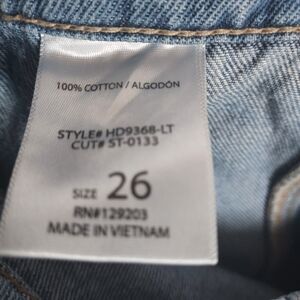 100% COTTON / ALGODÓN
STYLE# HD9368-LT
CUT# ST-0133
SIZE 26
RN#129203
MADE IN VIETNAM